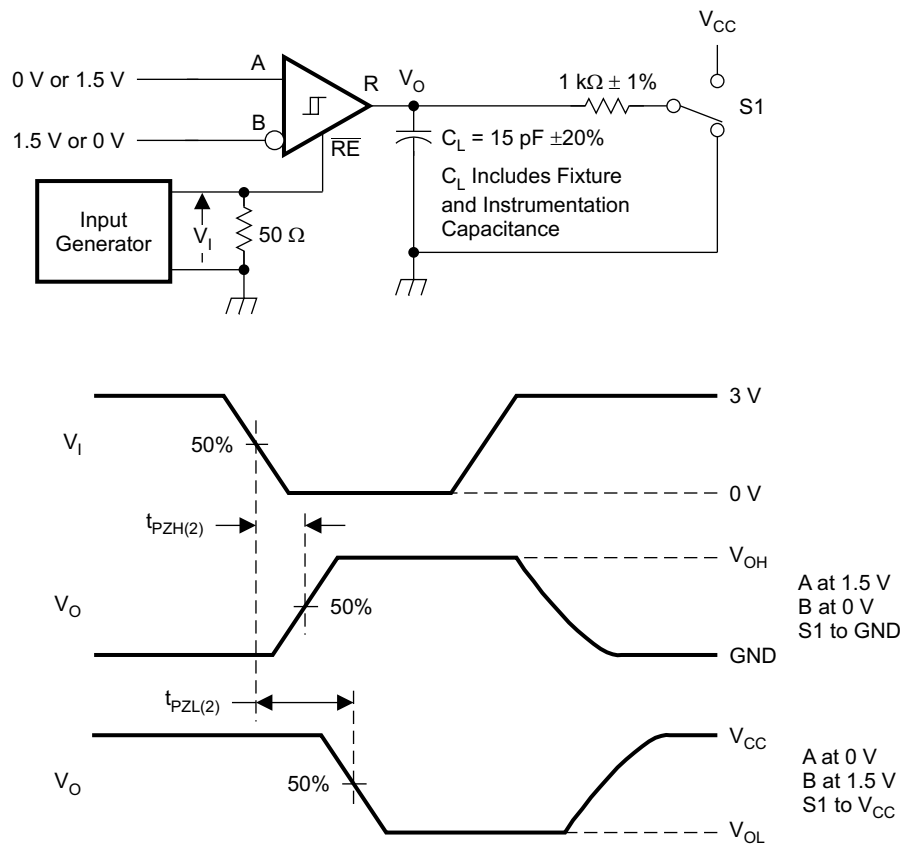 V_CC
0 V or 1.5 V
A
R
V_O
1 kΩ ± 1%
S1
1.5 V or 0 V
B
R̅E̅
C_L = 15 pF ±20%
C_L Includes Fixture
and Instrumentation
Capacitance
Input
Generator
V_I
50 Ω
3 V
V_I
50%
0 V
t_PZH(2)
V_OH
V_O
50%
A at 1.5 V
B at 0 V
S1 to GND
GND
t_PZL(2)
V_CC
V_O
50%
A at 0 V
B at 1.5 V
S1 to V_CC
V_OL